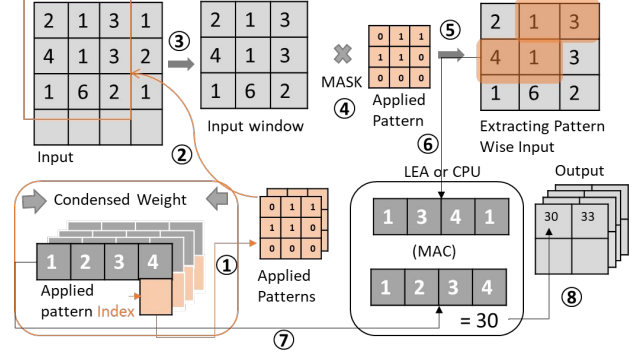 2 1 3 1
4 1 3 2
1 6 2 1
Input
③
2 1 3
4 1 3
1 6 2
Input window
MASK
④
0 1 1
1 1 0
0 0 0
Applied
Pattern
⑤
2 1 3
4 1 3
1 6 2
Extracting Pattern
Wise Input
②
⑥
LEA or CPU
Output
Condensed Weight
1 2 3 4
Applied
pattern Index
①
0 1 1
1 1 0
0 0 0
Applied
Patterns
1 3 4 1
(MAC)
1 2 3 4
= 30
30 33
⑦
⑧